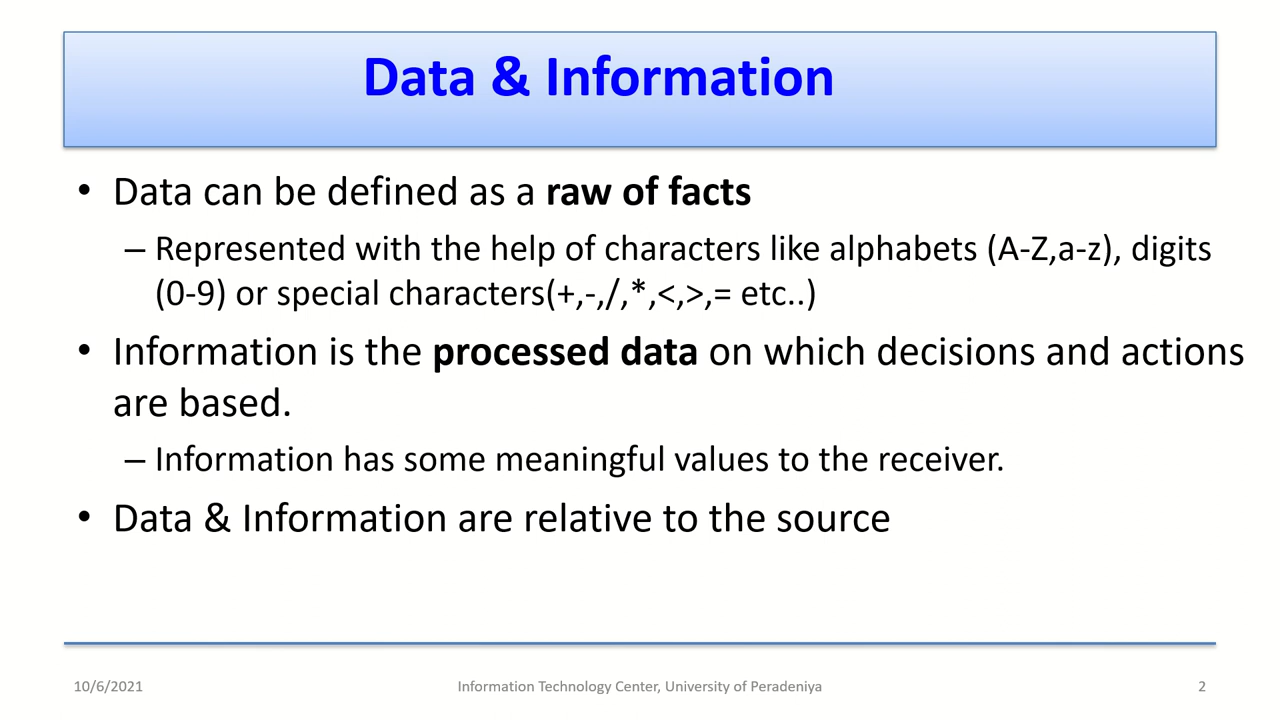 Data & Information
• Data can be defined as a raw of facts
– Represented with the help of characters like alphabets (A-Z,a-z), digits
(0-9) or special characters(+,-,/,*,<,>,= etc..)
• Information is the processed data on which decisions and actions
are based.
– Information has some meaningful values to the receiver.
• Data & Information are relative to the source
10/6/2021 Information Technology Center, University of Peradeniya 2